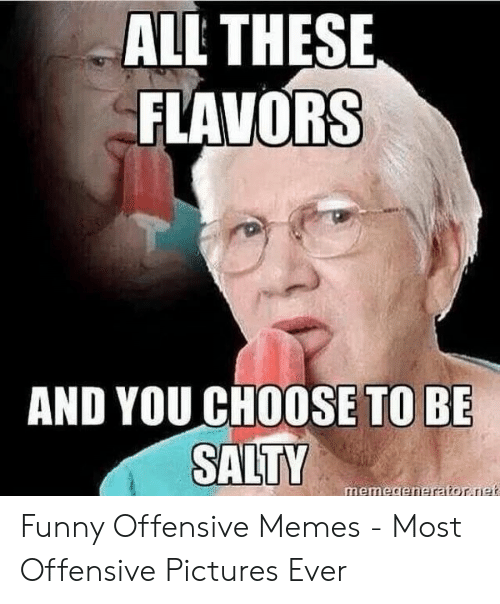 ALL THESE
FLAVORS
AND YOU CHOOSE TO BE
SALTY
memegenerator.net
Funny Offensive Memes - Most
Offensive Pictures Ever